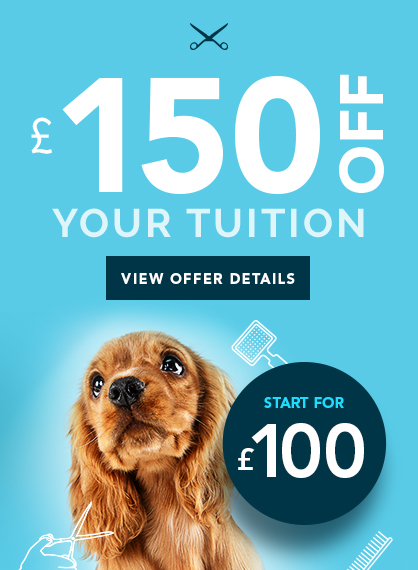 £150 OFF
YOUR TUITION
VIEW OFFER DETAILS
START FOR
£100